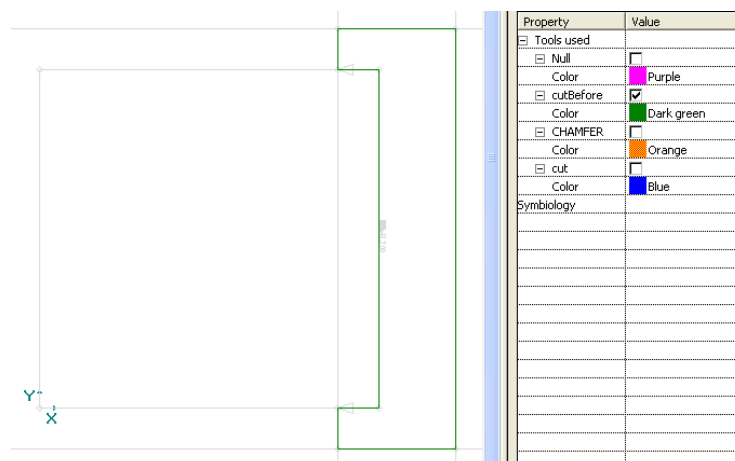 Property Value
Tools used
Null
Color Purple
cutBefore
Color Dark green
CHAMFER
Color Orange
cut
Color Blue
Symbiology
Y
X